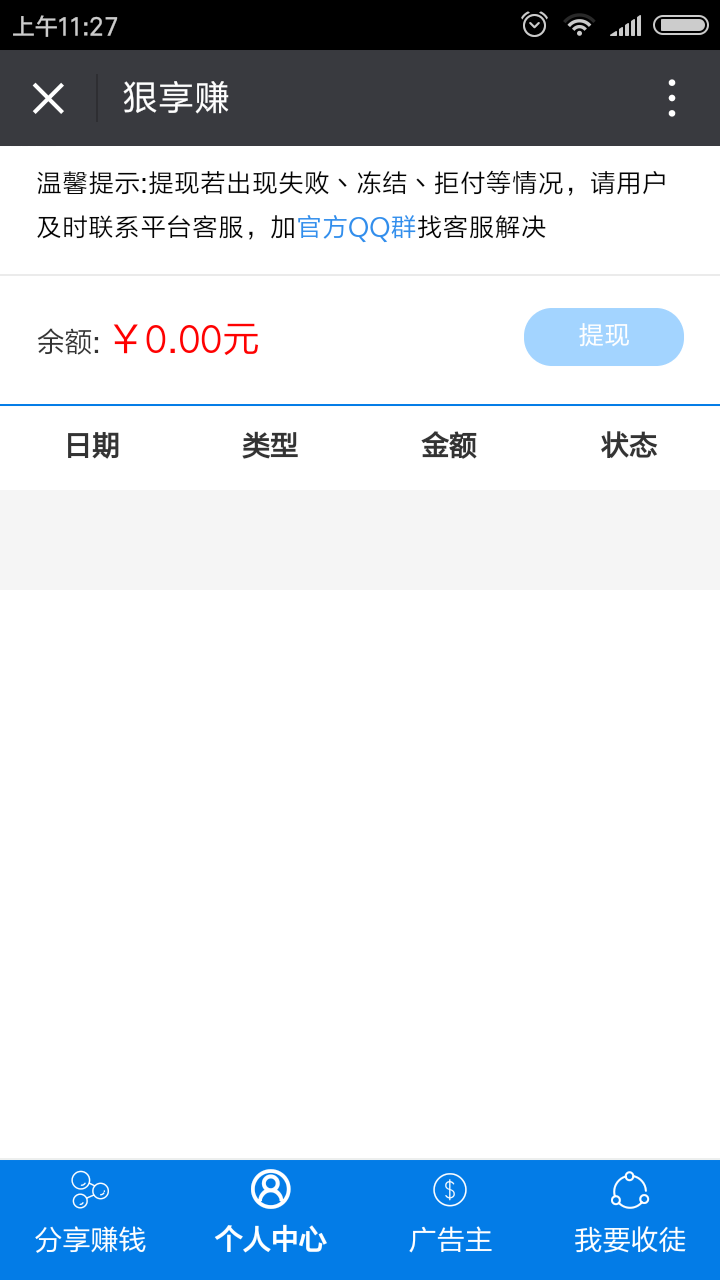 上午11:27
狠享赚
温馨提示:提现若出现失败、冻结、拒付等情况，请用户
及时联系平台客服，加官方QQ群找客服解决
余额: ￥0.00元
提现
日期 类型 金额 状态
分享赚钱 个人中心 广告主 我要收徒